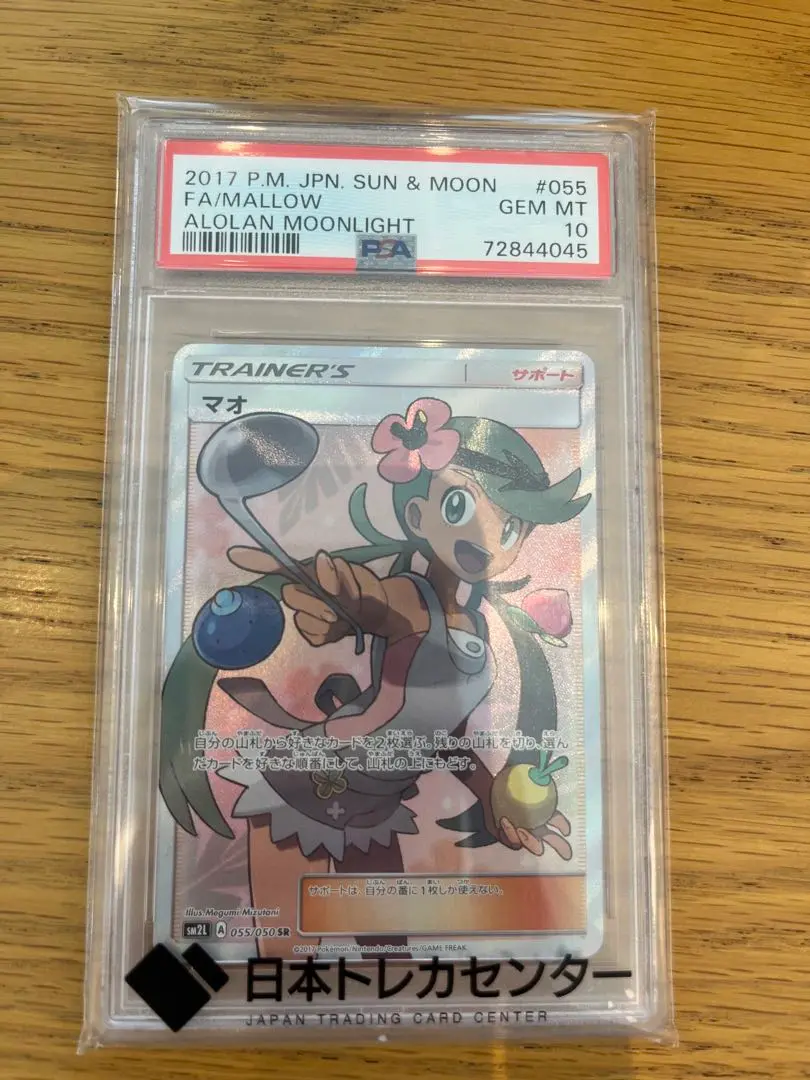 2017 P.M. JPN. SUN & MOON #055
FA/MALLOW GEM MT
ALOLAN MOONLIGHT 10
PSA 72844045
TRAINER'S サポート
マオ
自分の山札から好きなカードを2枚選ぶ。残りの山札を切り、選ん
だカードを好きな順番にして、山札の上にもどす。
サポートは、自分の番に1枚しか使えない。
Illus. Megumi Mizutani
SM2L A 055/050 SR
©2017 Pokémon/Nintendo/Creatures/GAME FREAK
日本トレカセンター
JAPAN TRADING CARD CENTER